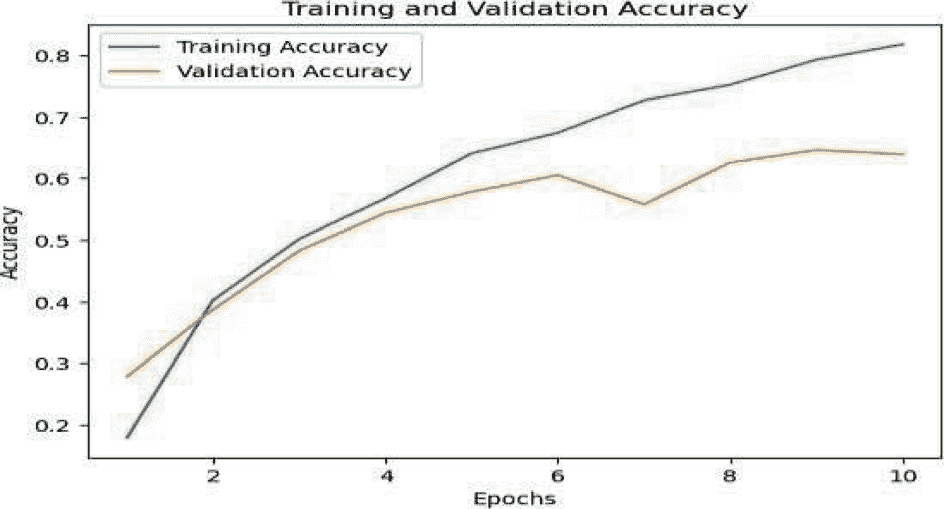 Training and Validation Accuracy
Training Accuracy
Validation Accuracy
0.8
0.7
0.6
0.5
0.4
0.3
0.2
Accuracy
2 4 6 8 10
Epochs